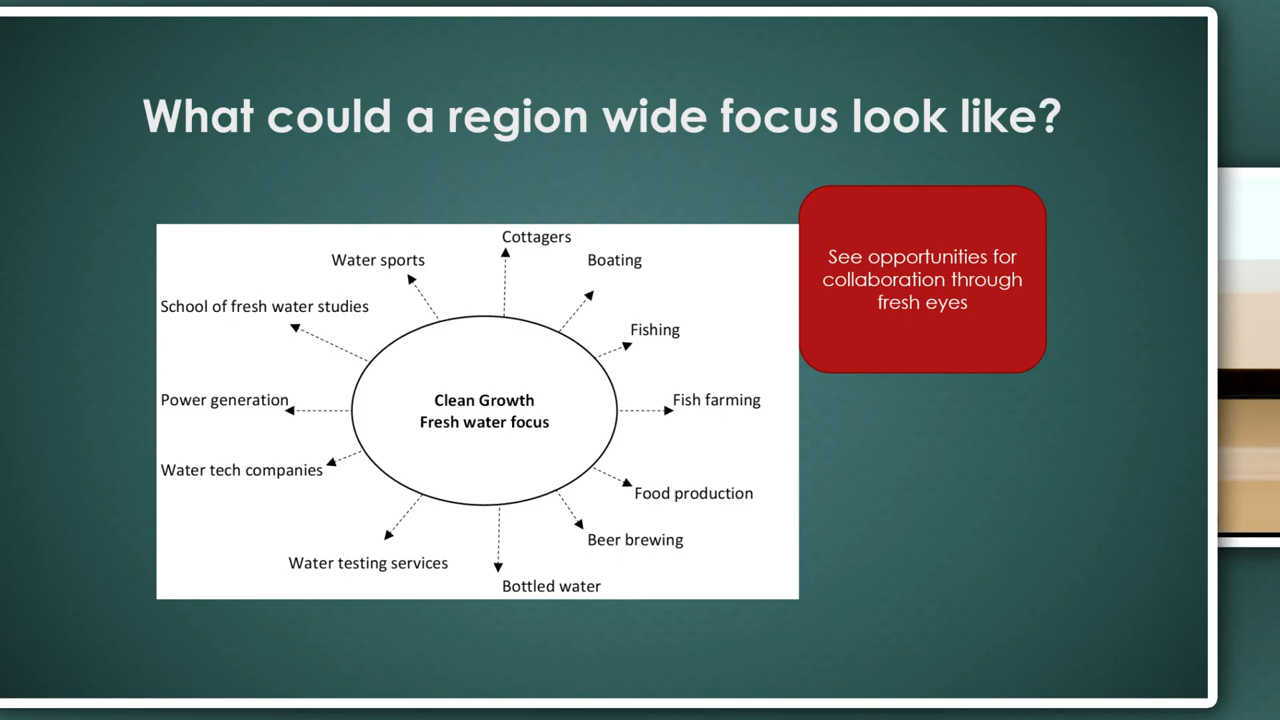 What could a region wide focus look like?
See opportunities for
collaboration through
fresh eyes
Cottagers
Water sports
Boating
School of fresh water studies
Fishing
Power generation
Clean Growth
Fresh water focus
Fish farming
Water tech companies
Food production
Beer brewing
Water testing services
Bottled water